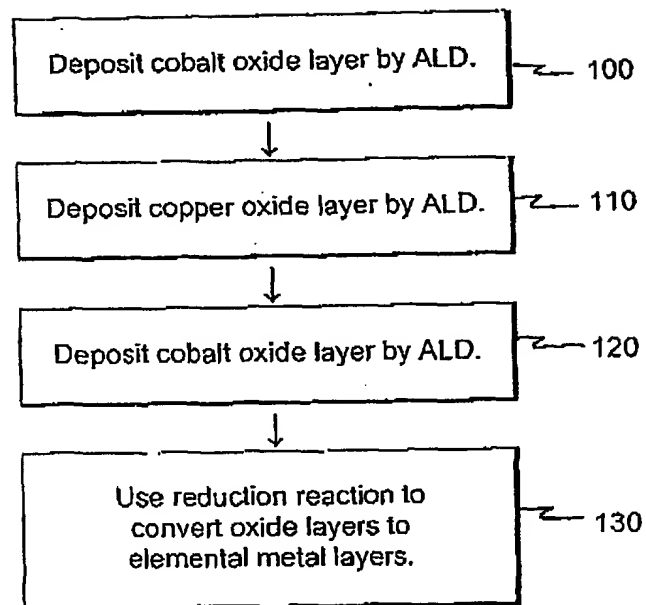 Deposit cobalt oxide layer by ALD.
100
Deposit copper oxide layer by ALD.
110
Deposit cobalt oxide layer by ALD.
120
Use reduction reaction to
convert oxide layers to
elemental metal layers.
130